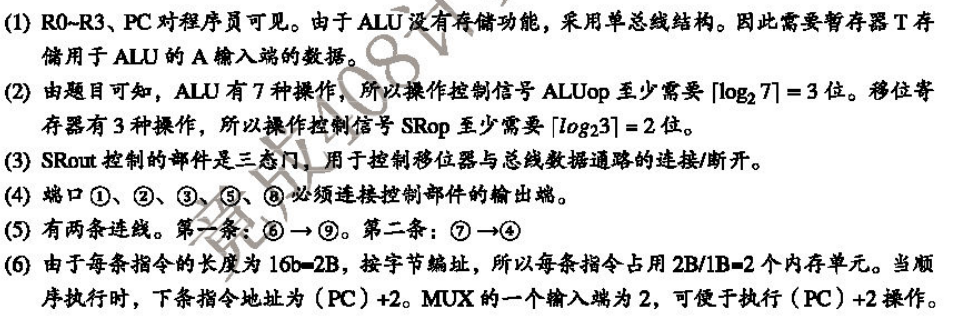 (1) R0~R3、PC 对程序员可见。由于 ALU 没有存储功能，采用单总线结构。因此需要暂存器 T 存
储用于 ALU 的 A 输入端的数据。
(2) 由题目可知，ALU 有 7 种操作，所以操作控制信号 ALUop 至少需要 ⌈log₂ 7⌉ = 3 位。移位寄
存器有 3 种操作，所以操作控制信号 SRop 至少需要 ⌈log₂3⌉ = 2 位。
(3) SRout 控制的部件是三态门，用于控制移位器与总线数据通路的连接/断开。
(4) 端口 ①、②、③、⑤、⑧ 必须连接控制部件的输出端。
(5) 有两条连线。第一条：⑥ → ⑨。第二条：⑦ →④
(6) 由于每条指令的长度为 16b=2B，按字节编址，所以每条指令占用 2B/1B=2 个内存单元。当顺
序执行时，下条指令地址为（PC）+2。MUX 的一个输入端为 2，可便于执行（PC）+2 操作。
竟成408